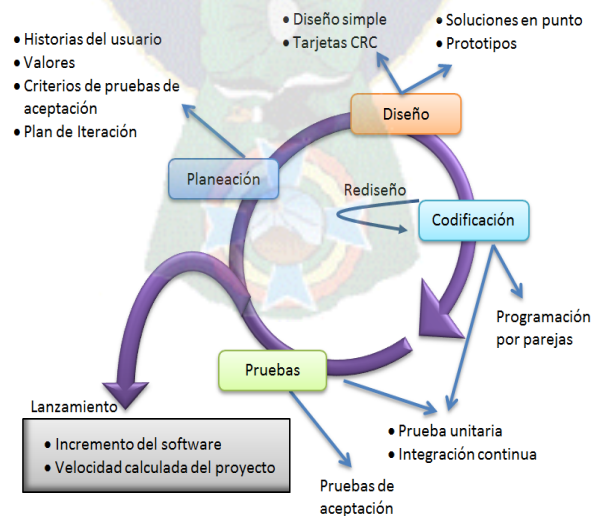 • Diseño simple
• Tarjetas CRC
• Soluciones en punto
• Prototipos
• Historias del usuario
• Valores
• Criterios de pruebas de
aceptación
• Plan de Iteración
Diseño
Planeación
Rediseño
Codificación
Programación
por parejas
Pruebas
Lanzamiento
• Incremento del software
• Velocidad calculada del proyecto
• Prueba unitaria
• Integración continua
Pruebas de
aceptación